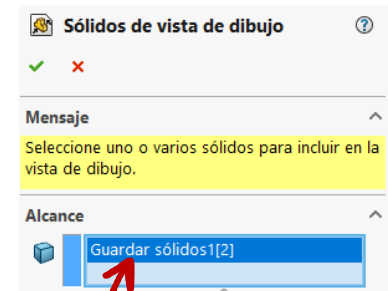 Sólidos de vista de dibujo
Mensaje
Seleccione uno o varios sólidos para incluir en la
vista de dibujo.
Alcance
Guardar sólidos1[2]